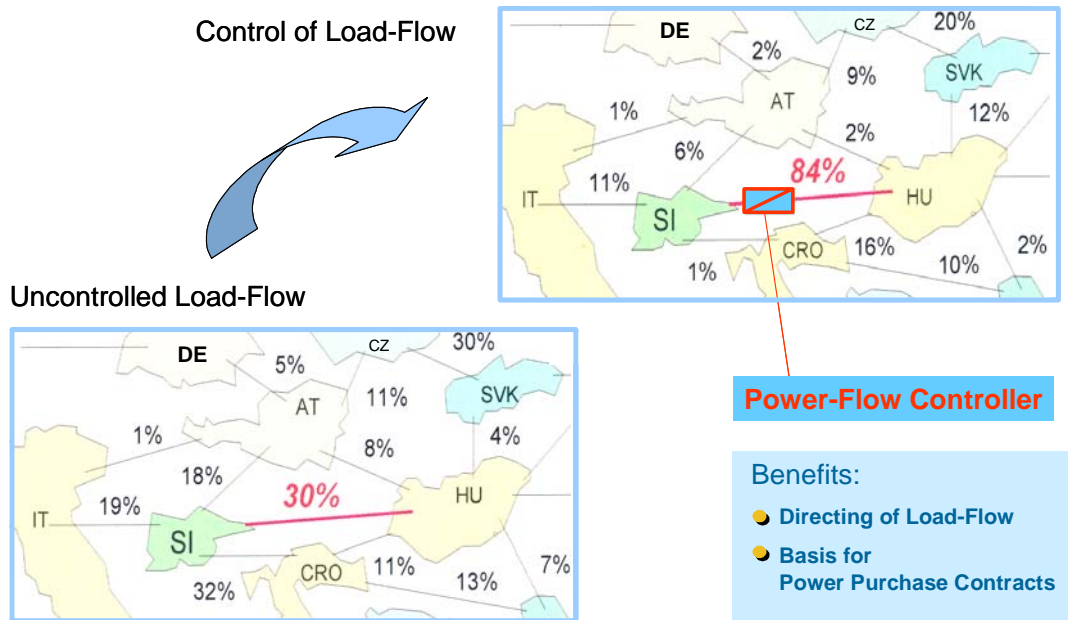 Control of Load-Flow
DE
CZ
20%
2%
SVK
9%
AT
1%
12%
2%
6%
84%
11%
IT
HU
SI
CRO
16%
2%
1%
10%
Uncontrolled Load-Flow
DE
CZ
30%
5%
SVK
11%
AT
1%
4%
8%
18%
30%
HU
19%
IT
SI
CRO
11%
7%
13%
32%
Power-Flow Controller
Benefits:
Directing of Load-Flow
Basis for
Power Purchase Contracts